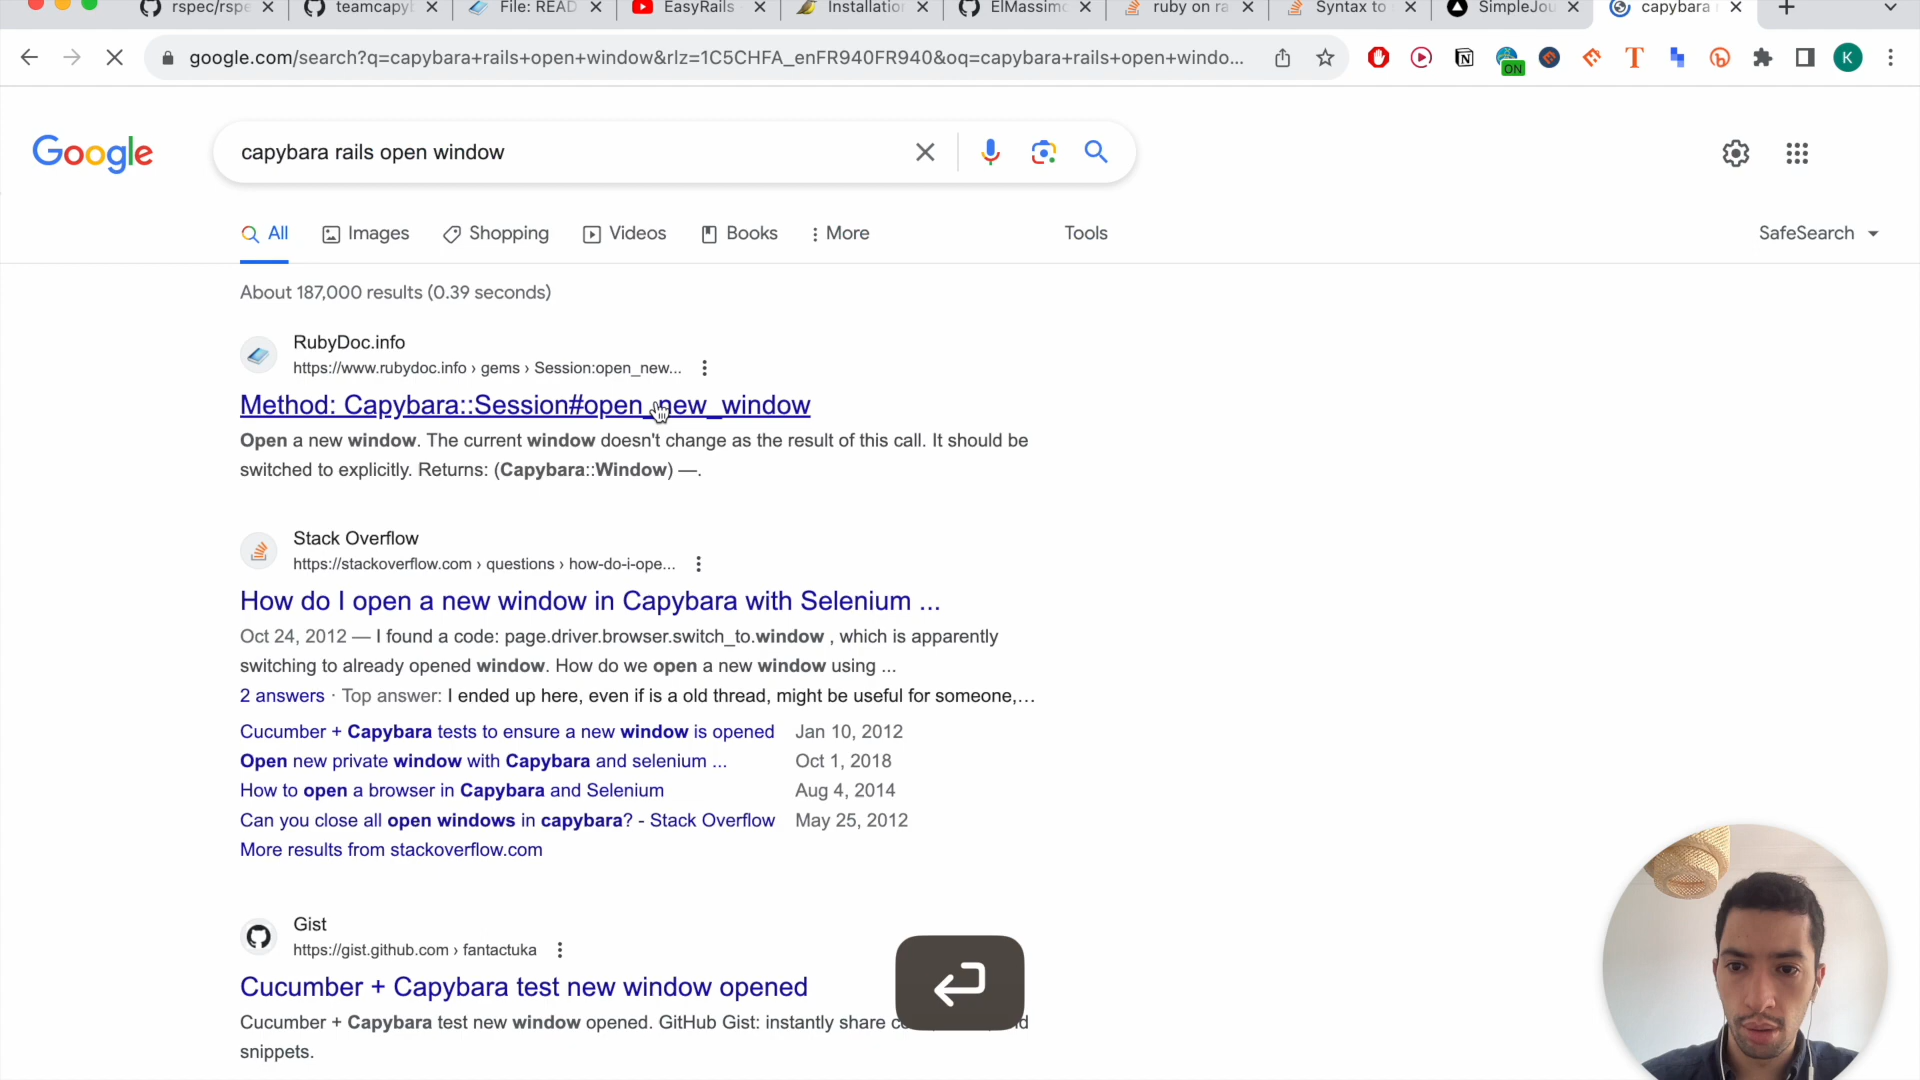 rspec/rspe
teamcapy
File: READ
EasyRails
Installation
ElMassimo
ruby on ra
Syntax to
SimpleJou
capybara
google.com/search?q=capybara+rails+open+window&rlz=1C5CHFA_enFR940FR940&oq=capybara+rails+open+windo...
ON
K
Google
capybara rails open window
All
Images
Shopping
Videos
Books
More
Tools
SafeSearch
About 187,000 results (0.39 seconds)
RubyDoc.info
https://www.rubydoc.info › gems › Session:open_new...
Method: Capybara::Session#open_new_window
Open a new window. The current window doesn't change as the result of this call. It should be
switched to explicitly. Returns: (Capybara::Window) —.
Stack Overflow
https://stackoverflow.com › questions › how-do-i-ope...
How do I open a new window in Capybara with Selenium ...
Oct 24, 2012 — I found a code: page.driver.browser.switch_to.window , which is apparently
switching to already opened window. How do we open a new window using ...
2 answers · Top answer: I ended up here, even if is a old thread, might be useful for someone,...
Cucumber + Capybara tests to ensure a new window is opened Jan 10, 2012
Open new private window with Capybara and selenium ... Oct 1, 2018
How to open a browser in Capybara and Selenium Aug 4, 2014
Can you close all open windows in capybara? - Stack Overflow May 25, 2012
More results from stackoverflow.com
Gist
https://gist.github.com › fantactuka
Cucumber + Capybara test new window opened
Cucumber + Capybara test new window opened. GitHub Gist: instantly share
snippets.